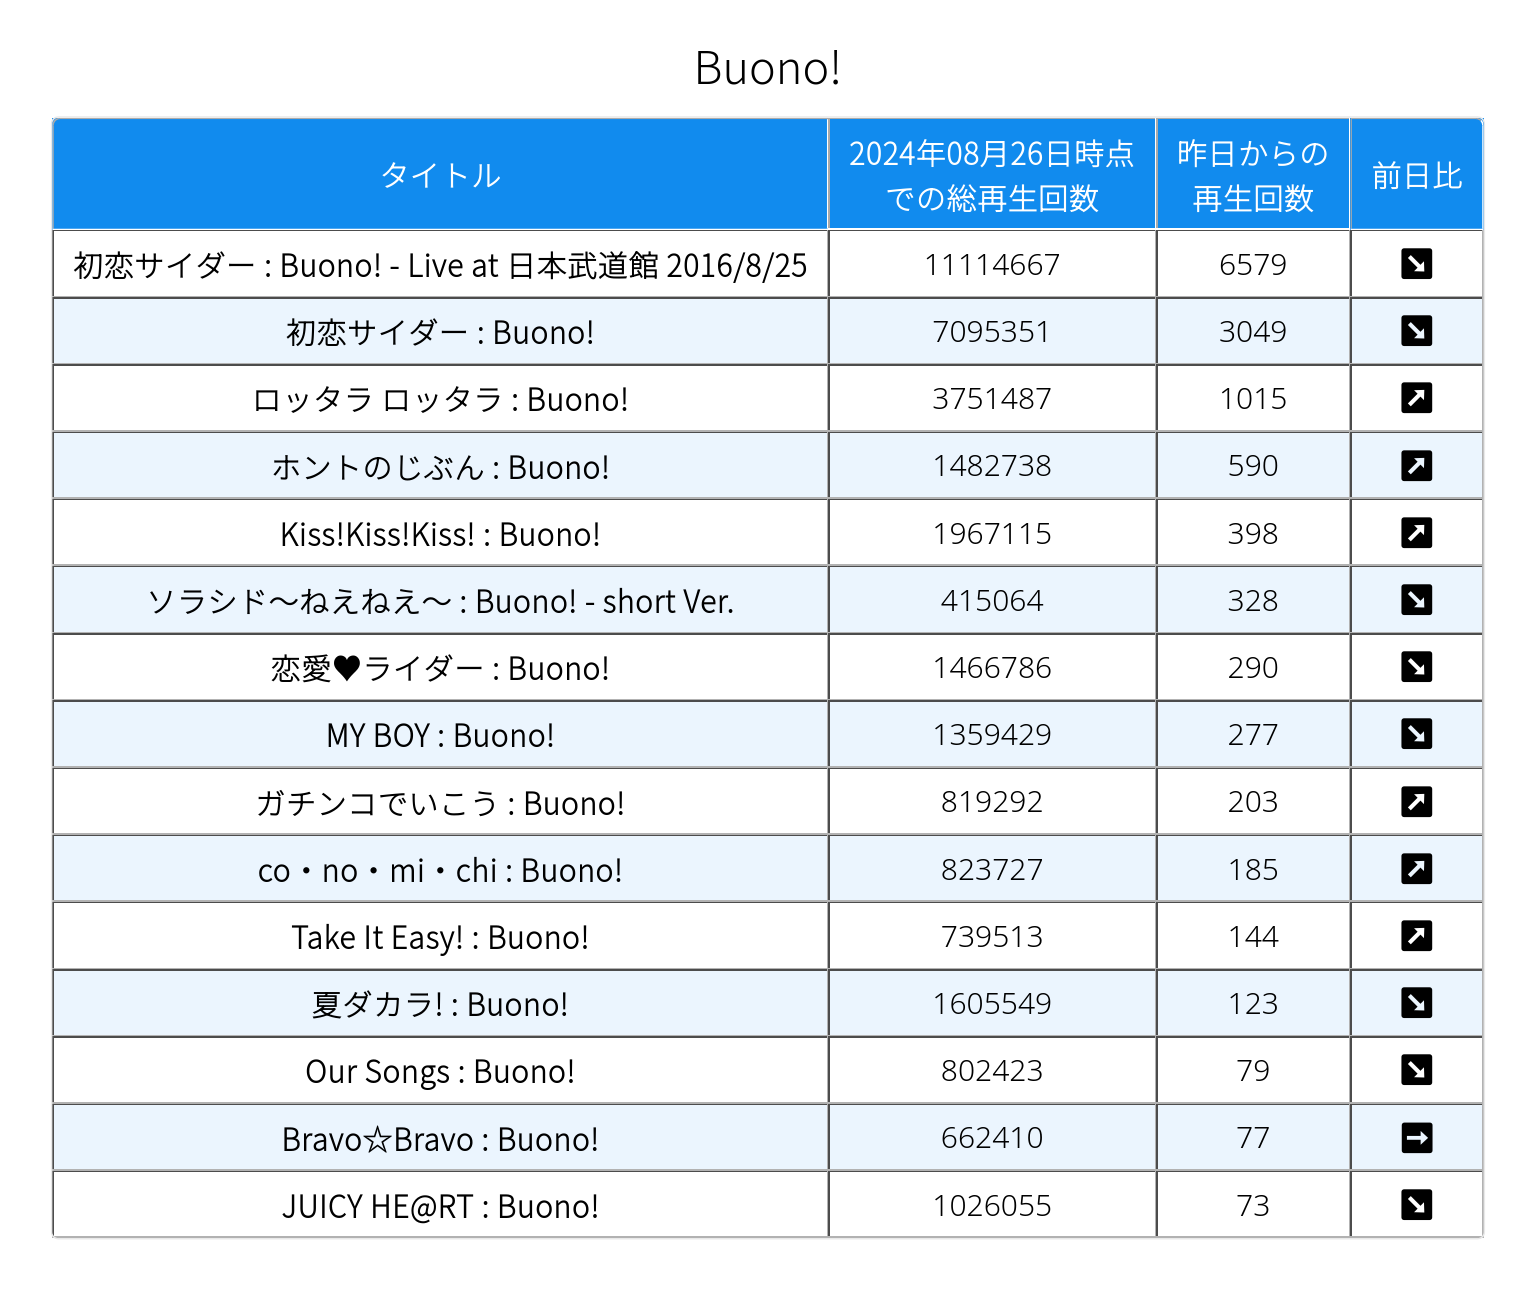 Buono!
タイトル 2024年08月26日時点での総再生回数 昨日からの再生回数 前日比
初恋サイダー : Buono! - Live at 日本武道館 2016/8/25 11114667 6579 ↘
初恋サイダー : Buono! 7095351 3049 ↘
ロッタラ ロッタラ : Buono! 3751487 1015 ↗
ホントのじぶん : Buono! 1482738 590 ↗
Kiss!Kiss!Kiss! : Buono! 1967115 398 ↗
ソラシド〜ねえねえ〜 : Buono! - short Ver. 415064 328 ↘
恋愛♥ライダー : Buono! 1466786 290 ↘
MY BOY : Buono! 1359429 277 ↘
ガチンコでいこう : Buono! 819292 203 ↗
co・no・mi・chi : Buono! 823727 185 ↗
Take It Easy! : Buono! 739513 144 ↗
夏ダカラ! : Buono! 1605549 123 ↘
Our Songs : Buono! 802423 79 ↘
Bravo☆Bravo : Buono! 662410 77 →
JUICY HE@RT : Buono! 1026055 73 ↘